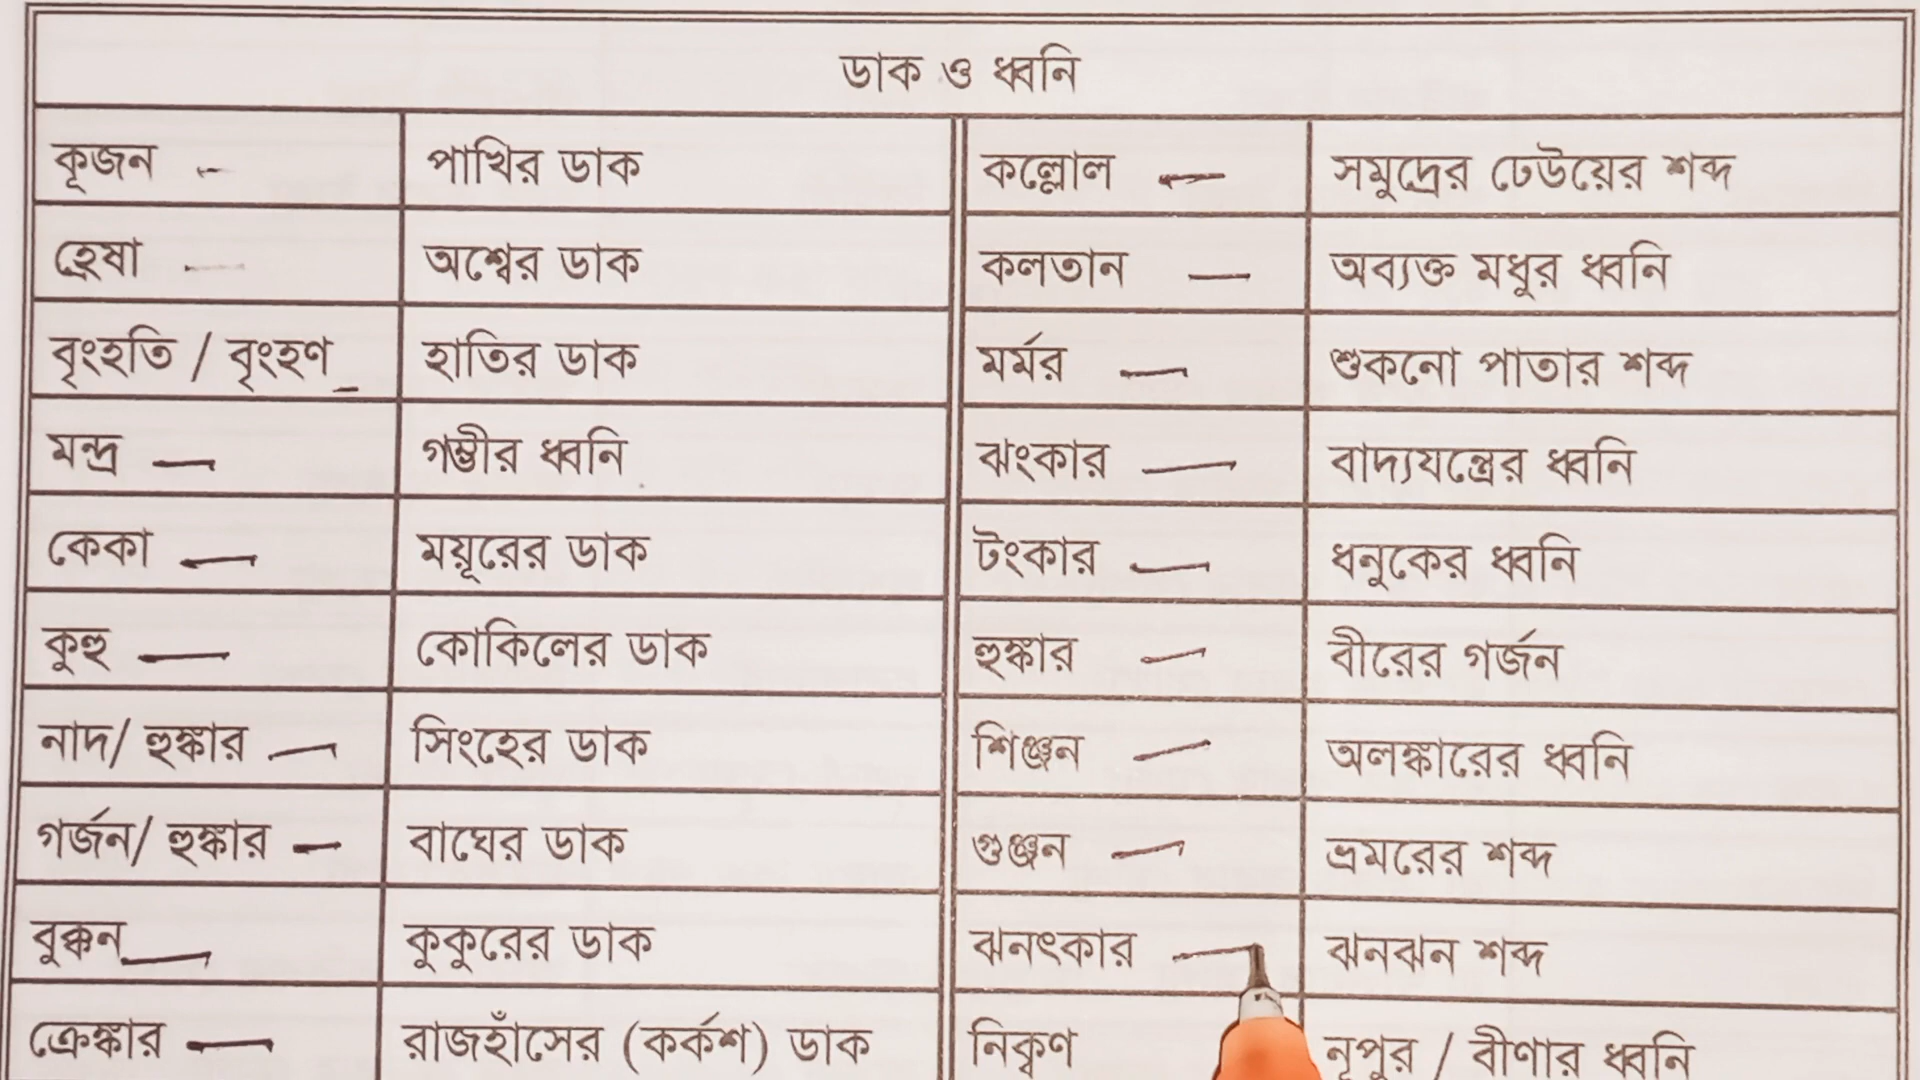 ডাক ও ধ্বনি
কূজন - পাখির ডাক কল্লোল — সমুদ্রের ঢেউয়ের শব্দ
হ্রেষা — অশ্বের ডাক কলতান — অব্যক্ত মধুর ধ্বনি
বৃংহতি / বৃংহণ - হাতির ডাক মর্মর — শুকনো পাতার শব্দ
মন্দ্র — গম্ভীর ধ্বনি ঝংকার — বাদ্যযন্ত্রের ধ্বনি
কেকা — ময়ূরের ডাক টংকার — ধনুকের ধ্বনি
কুহু — কোকিলের ডাক হুঙ্কার — বীরের গর্জন
নাদ/ হুঙ্কার — সিংহের ডাক শিঞ্জন — অলঙ্কারের ধ্বনি
গর্জন/ হুঙ্কার — বাঘের ডাক গুঞ্জন — ভ্রমরের শব্দ
বুক্কন — কুকুরের ডাক ঝনৎকার — ঝনঝন শব্দ
ক্রেঙ্কার — রাজহাঁসের (কর্কশ) ডাক নিক্বণ নূপুর / বীণার ধ্বনি